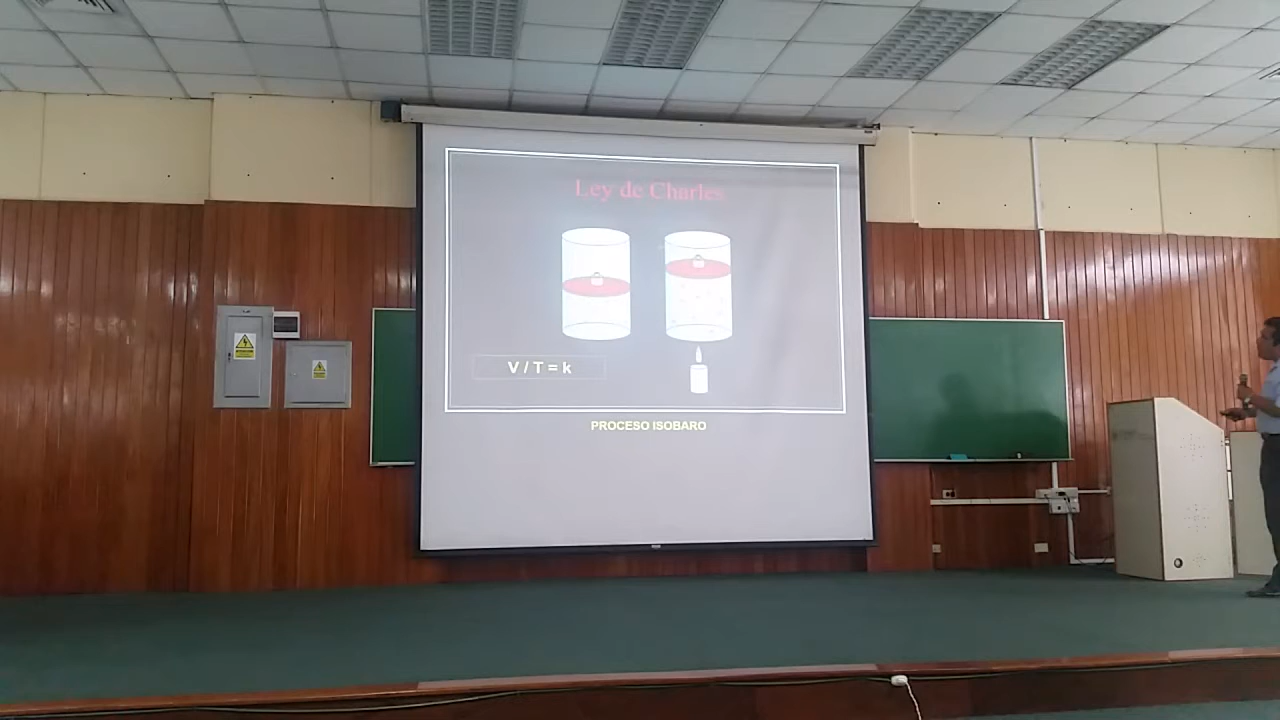 Ley de Charles
V / T = k
PROCESO ISOBARO